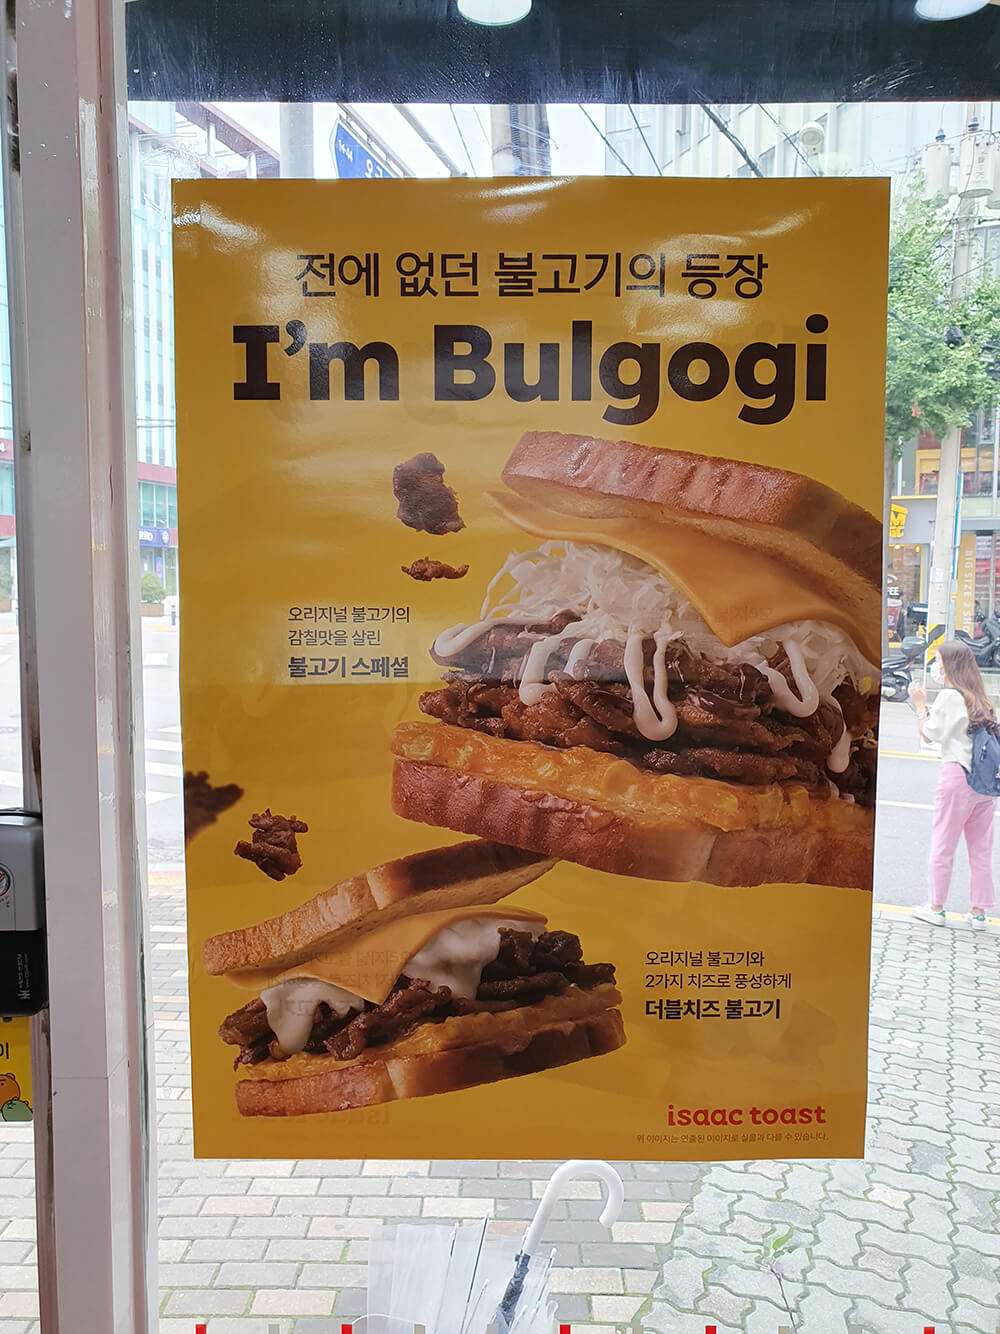 전에 없던 불고기의 등장
I'm Bulgogi
오리지널 불고기의
감칠맛을 살린
불고기 스페셜
오리지널 불고기와
2가지 치즈로 풍성하게
더블치즈 불고기
isaac toast
위 이미지는 연출된 이미지로 실물과 다를 수 있습니다.